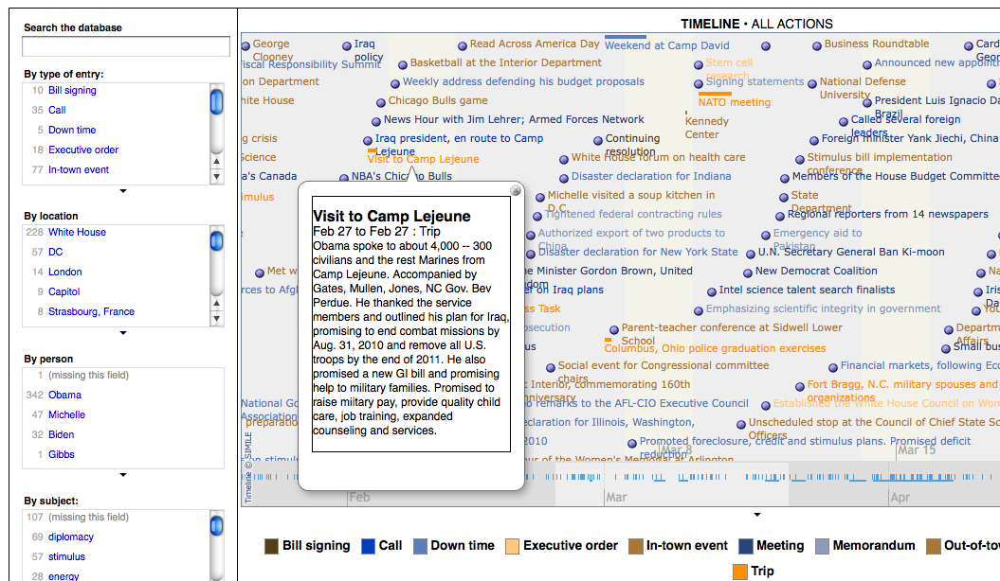 Search the database
By type of entry:
10 Bill signing
35 Call
5 Down time
18 Executive order
77 In-town event
By location
228 White House
57 DC
14 London
9 Capitol
8 Strasbourg, France
By person
1 (missing this field)
342 Obama
47 Michelle
32 Biden
1 Gibbs
By subject:
107 (missing this field)
69 diplomacy
57 stimulus
28 energy
TIMELINE • ALL ACTIONS
George
Clooney
Iraq
policy
Read Across America Day
Weekend at Camp David
Business Roundtable
Card
Geor
iscal Responsibility Summit
Basketball at the Interior Department
Stem cell
research
Announced new appoint
on Department
Weekly address defending his budget proposals
Signing statements
National Defense
University
hite House
Chicago Bulls game
NATO meeting
President Luis Ignacio Da
Brazil
News Hour with Jim Lehrer; Armed Forces Network
Kennedy
Center
Called several foreign
leaders
g crisis
Iraq president, en route to Camp
Lejeune
Continuing
resolution
Foreign minister Yank Jiechi, China
Science
Visit to Camp Lejeune
White House forum on health care
Stimulus bill implementation
conference
a's Canada
NBA's Chicago Bulls
Disaster declaration for Indiana
Members of the House Budget Committe
imulus
Michelle visited a soup kitchen in
D.C.
State
Department
Tightened federal contracting rules
Regional reporters from 14 newspapers
Authorized export of two products to
China
Emergency aid to
Pakistan
Disaster declaration for New York State
U.N. Secretary General Ban Ki-moon
Met w
e Minister Gordon Brown, United
dom
New Democrat Coalition
Na
rces to Afgh
er on Iraq plans
Intel science talent search finalists
Iris
Da
ss Task
Emphasizing scientific integrity in government
You
osecution
Parent-teacher conference at Sidwell Lower
School
Departm
Affairs
us
Columbus, Ohio police graduation exercises
Small bus
Social event for Congressional committee
chairs
Financial markets, following Eco
t Interior, commemorating 160th
nniversary
Fort Bragg, N.C. military spouses and
organizations
National Go
Association
o remarks to the AFL-CIO Executive Council
Established the White House Council on Wom
preparatio
eclaration for Illinois, Washington,
Unscheduled stop at the Council of Chief State Sc
Officers
2010
Promoted foreclosure, credit and stimulus plans. Promised deficit
reduction
Mar 8
Mar 15
on stimulus
our of the Women's Memorial at Arlington
Visit to Camp Lejeune
Feb 27 to Feb 27 : Trip
Obama spoke to about 4,000 -- 300
civilians and the rest Marines from
Camp Lejeune. Accompanied by
Gates, Mullen, Jones, NC Gov. Bev
Perdue. He thanked the service
members and outlined his plan for Iraq,
promising to end combat missions by
Aug. 31, 2010 and remove all U.S.
troops by the end of 2011. He also
promised a new GI bill and promising
help to military families. Promised to
raise miitary pay, provide quality child
care, job training, expanded
counseling and services.
Timeline © SIMILE
Feb
Mar
Apr
Bill signing
Call
Down time
Executive order
In-town event
Meeting
Memorandum
Out-of-to
Trip